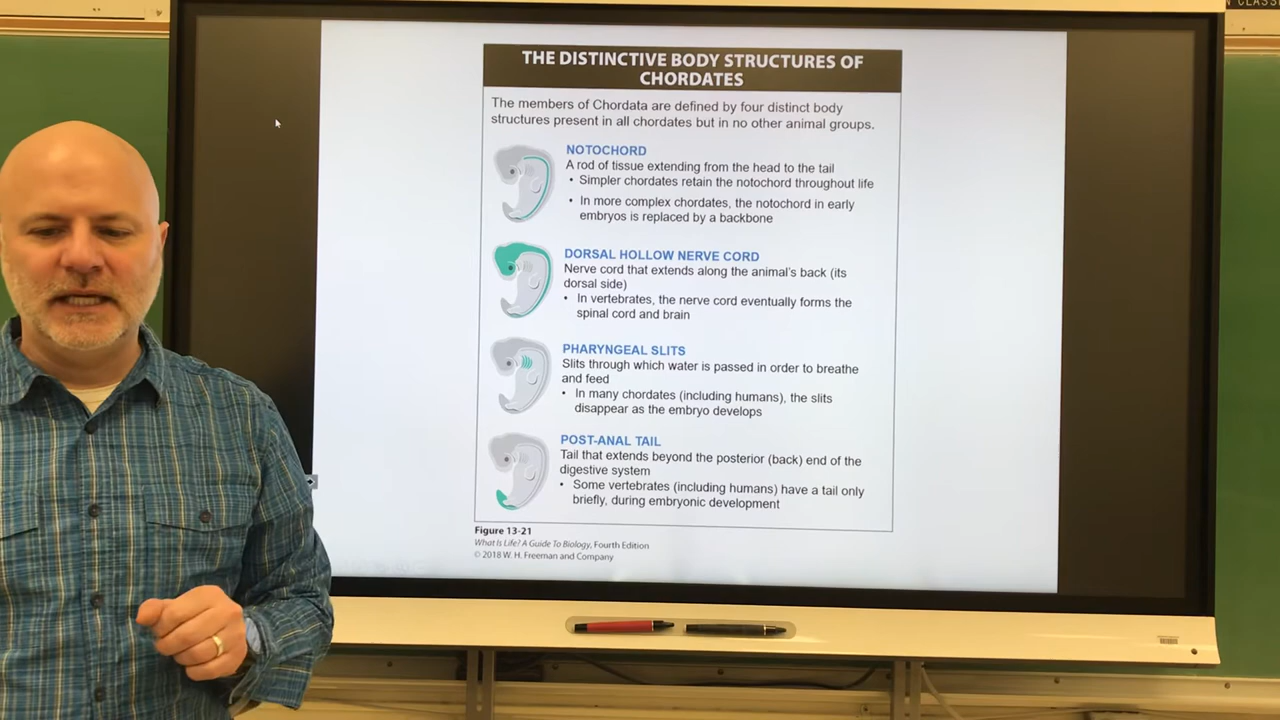 THE DISTINCTIVE BODY STRUCTURES OF
CHORDATES
The members of Chordata are defined by four distinct body
structures present in all chordates but in no other animal groups.
NOTOCHORD
A rod of tissue extending from the head to the tail
• Simpler chordates retain the notochord throughout life
• In more complex chordates, the notochord in early
embryos is replaced by a backbone
DORSAL HOLLOW NERVE CORD
Nerve cord that extends along the animal's back (its
dorsal side)
• In vertebrates, the nerve cord eventually forms the
spinal cord and brain
PHARYNGEAL SLITS
Slits through which water is passed in order to breathe
and feed
• In many chordates (including humans), the slits
disappear as the embryo develops
POST-ANAL TAIL
Tail that extends beyond the posterior (back) end of the
digestive system
• Some vertebrates (including humans) have a tail only
briefly, during embryonic development
Figure 13-21
What Is Life? A Guide To Biology, Fourth Edition
© 2018 W. H. Freeman and Company